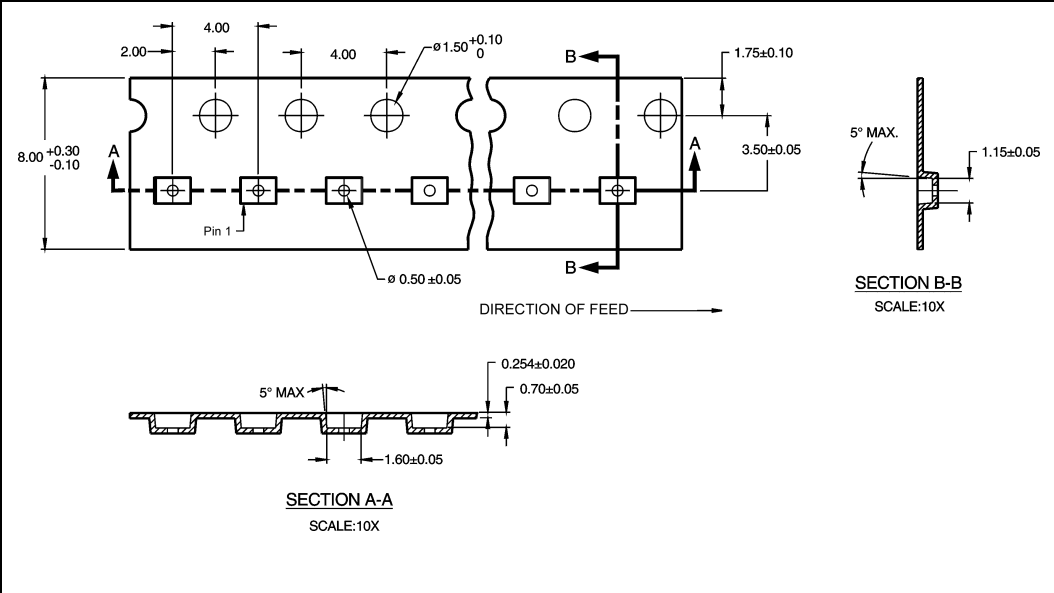 4.00
2.00
4.00
ø1.50 +0.10
0
B
1.75±0.10
8.00 +0.30
-0.10
A
A
3.50±0.05
5° MAX.
1.15±0.05
Pin 1
B
ø 0.50 ±0.05
DIRECTION OF FEED
SECTION B-B
SCALE:10X
0.254±0.020
0.70±0.05
5° MAX
1.60±0.05
SECTION A-A
SCALE:10X